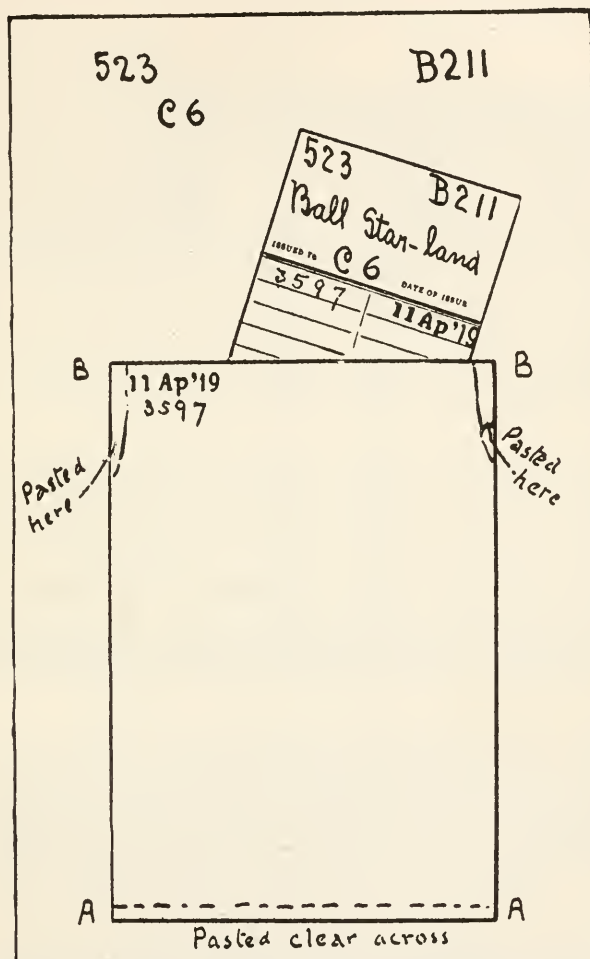 523 B211
C 6
523 B211
Ball Star-land
ISSUED TO C 6 DATE OF ISSUE
3597 11 Ap'19
B B
11 Ap'19
3597
Pasted
here
Pasted
here
A A
Pasted clear across